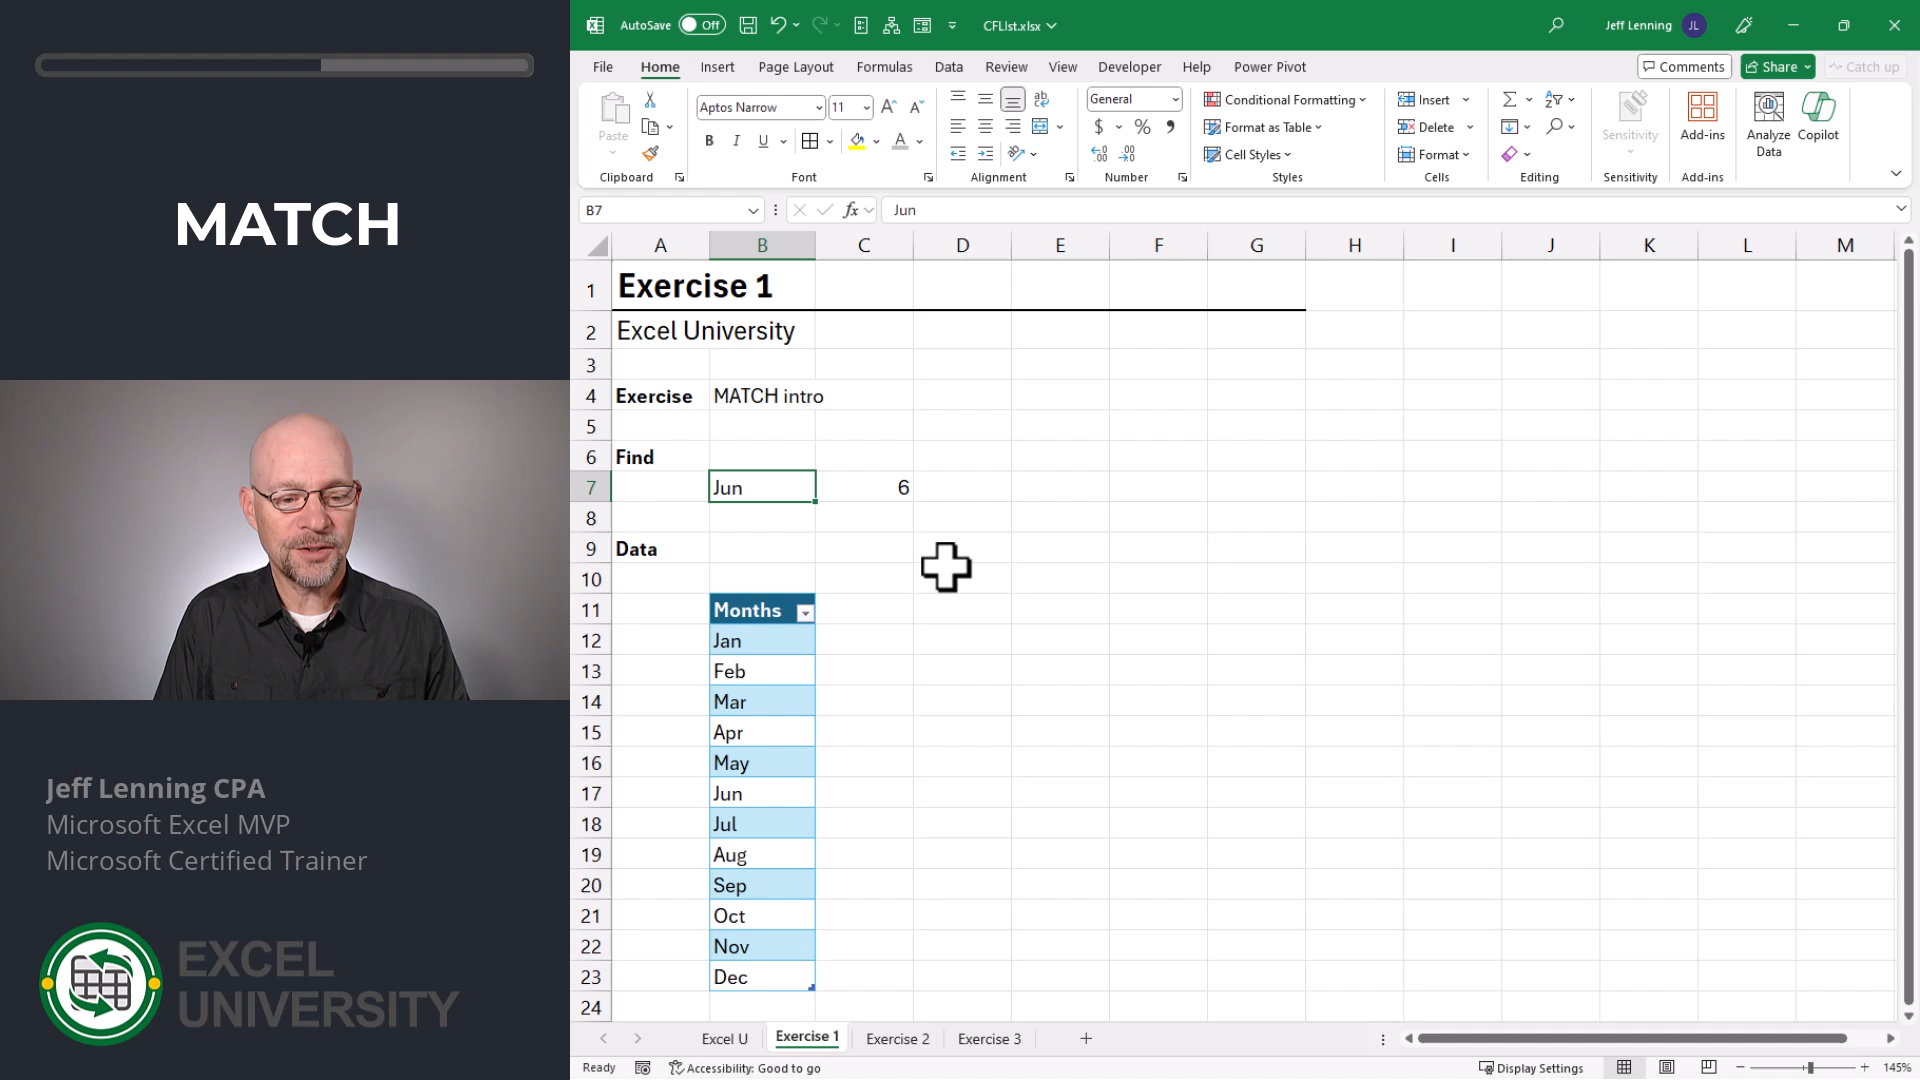 MATCH
Jeff Lenning CPA
Microsoft Excel MVP
Microsoft Certified Trainer
EXCEL
UNIVERSITY
AutoSave Off CFList.xlsx Jeff Lenning JL
File Home Insert Page Layout Formulas Data Review View Developer Help Power Pivot Comments Share Catch up
Paste
Clipboard
Aptos Narrow 11
B I U
Font
Alignment
General
$ % 9
Number
Conditional Formatting
Format as Table
Cell Styles
Styles
Insert
Delete
Format
Cells
Editing
Sensitivity
Sensitivity
Add-ins
Add-ins
Analyze
Data
Copilot
B7 fx Jun
A B C D E F G H I J K L M
1 Exercise 1
2 Excel University
3
4 Exercise MATCH intro
5
6 Find
7 Jun 6
8
9 Data
10
11 Months
12 Jan
13 Feb
14 Mar
15 Apr
16 May
17 Jun
18 Jul
19 Aug
20 Sep
21 Oct
22 Nov
23 Dec
24
Excel U Exercise 1 Exercise 2 Exercise 3
Ready Accessibility: Good to go Display Settings 145%